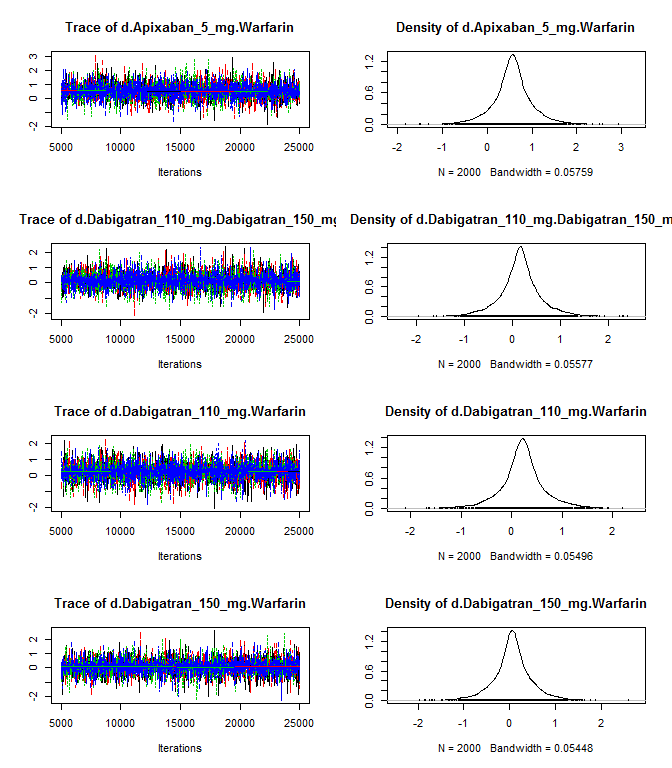 Trace of d.Apixaban_5_mg.Warfarin
3
2
1
0
-2
5000 10000 15000 20000 25000
Iterations
Density of d.Apixaban_5_mg.Warfarin
1.2
0.6
0.0
-2 -1 0 1 2 3
N = 2000 Bandwidth = 0.05759
Trace of d.Dabigatran_110_mg.Dabigatran_150_mg
2
1
0
-2
5000 10000 15000 20000 25000
Iterations
Density of d.Dabigatran_110_mg.Dabigatran_150_m
1.2
0.6
0.0
-2 -1 0 1 2
N = 2000 Bandwidth = 0.05577
Trace of d.Dabigatran_110_mg.Warfarin
2
1
0
-2
5000 10000 15000 20000 25000
Iterations
Density of d.Dabigatran_110_mg.Warfarin
1.2
0.6
0.0
-2 -1 0 1 2
N = 2000 Bandwidth = 0.05496
Trace of d.Dabigatran_150_mg.Warfarin
2
1
0
-2
5000 10000 15000 20000 25000
Iterations
Density of d.Dabigatran_150_mg.Warfarin
1.2
0.6
0.0
-2 -1 0 1 2
N = 2000 Bandwidth = 0.05448